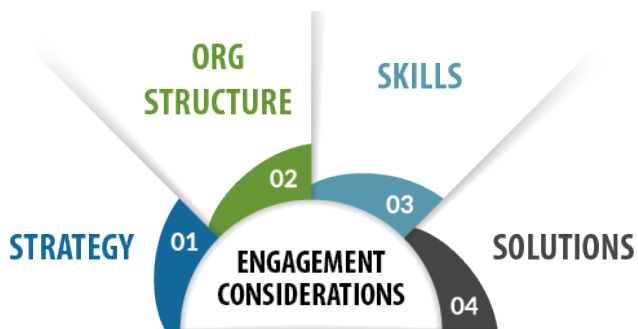 STRATEGY
01
ORG
STRUCTURE
02
SKILLS
03
SOLUTIONS
04
ENGAGEMENT
CONSIDERATIONS